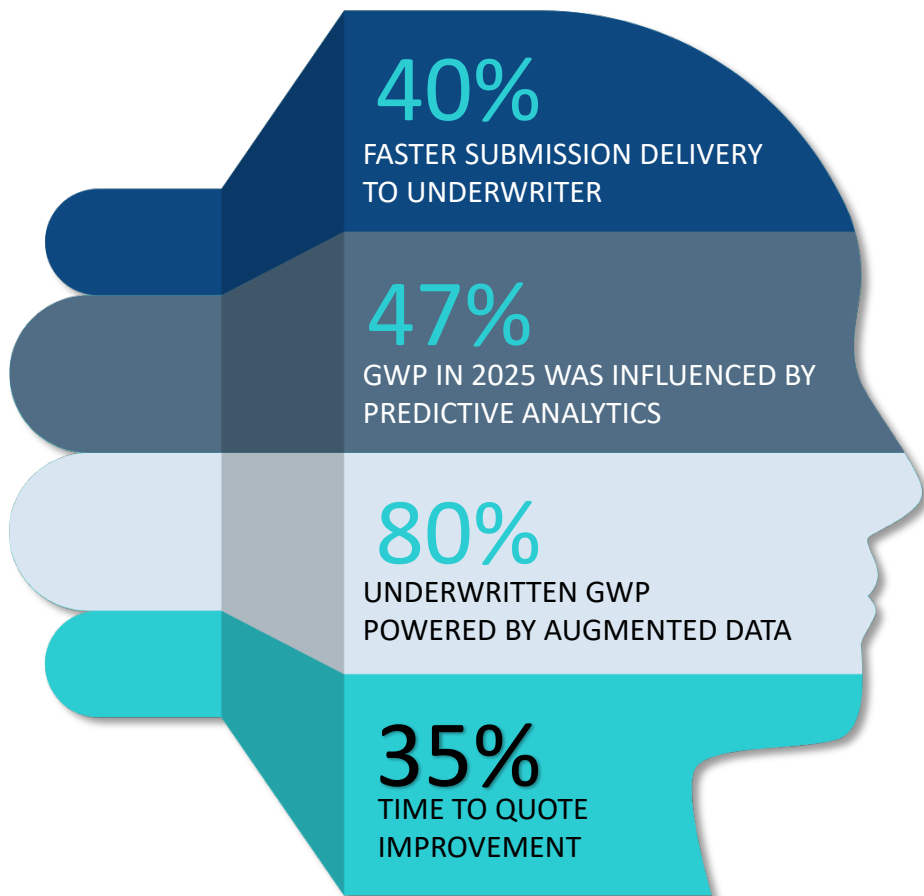 40%
FASTER SUBMISSION DELIVERY
TO UNDERWRITER
47%
GWP IN 2025 WAS INFLUENCED BY
PREDICTIVE ANALYTICS
80%
UNDERWRITTEN GWP
POWERED BY AUGMENTED DATA
35%
TIME TO QUOTE
IMPROVEMENT